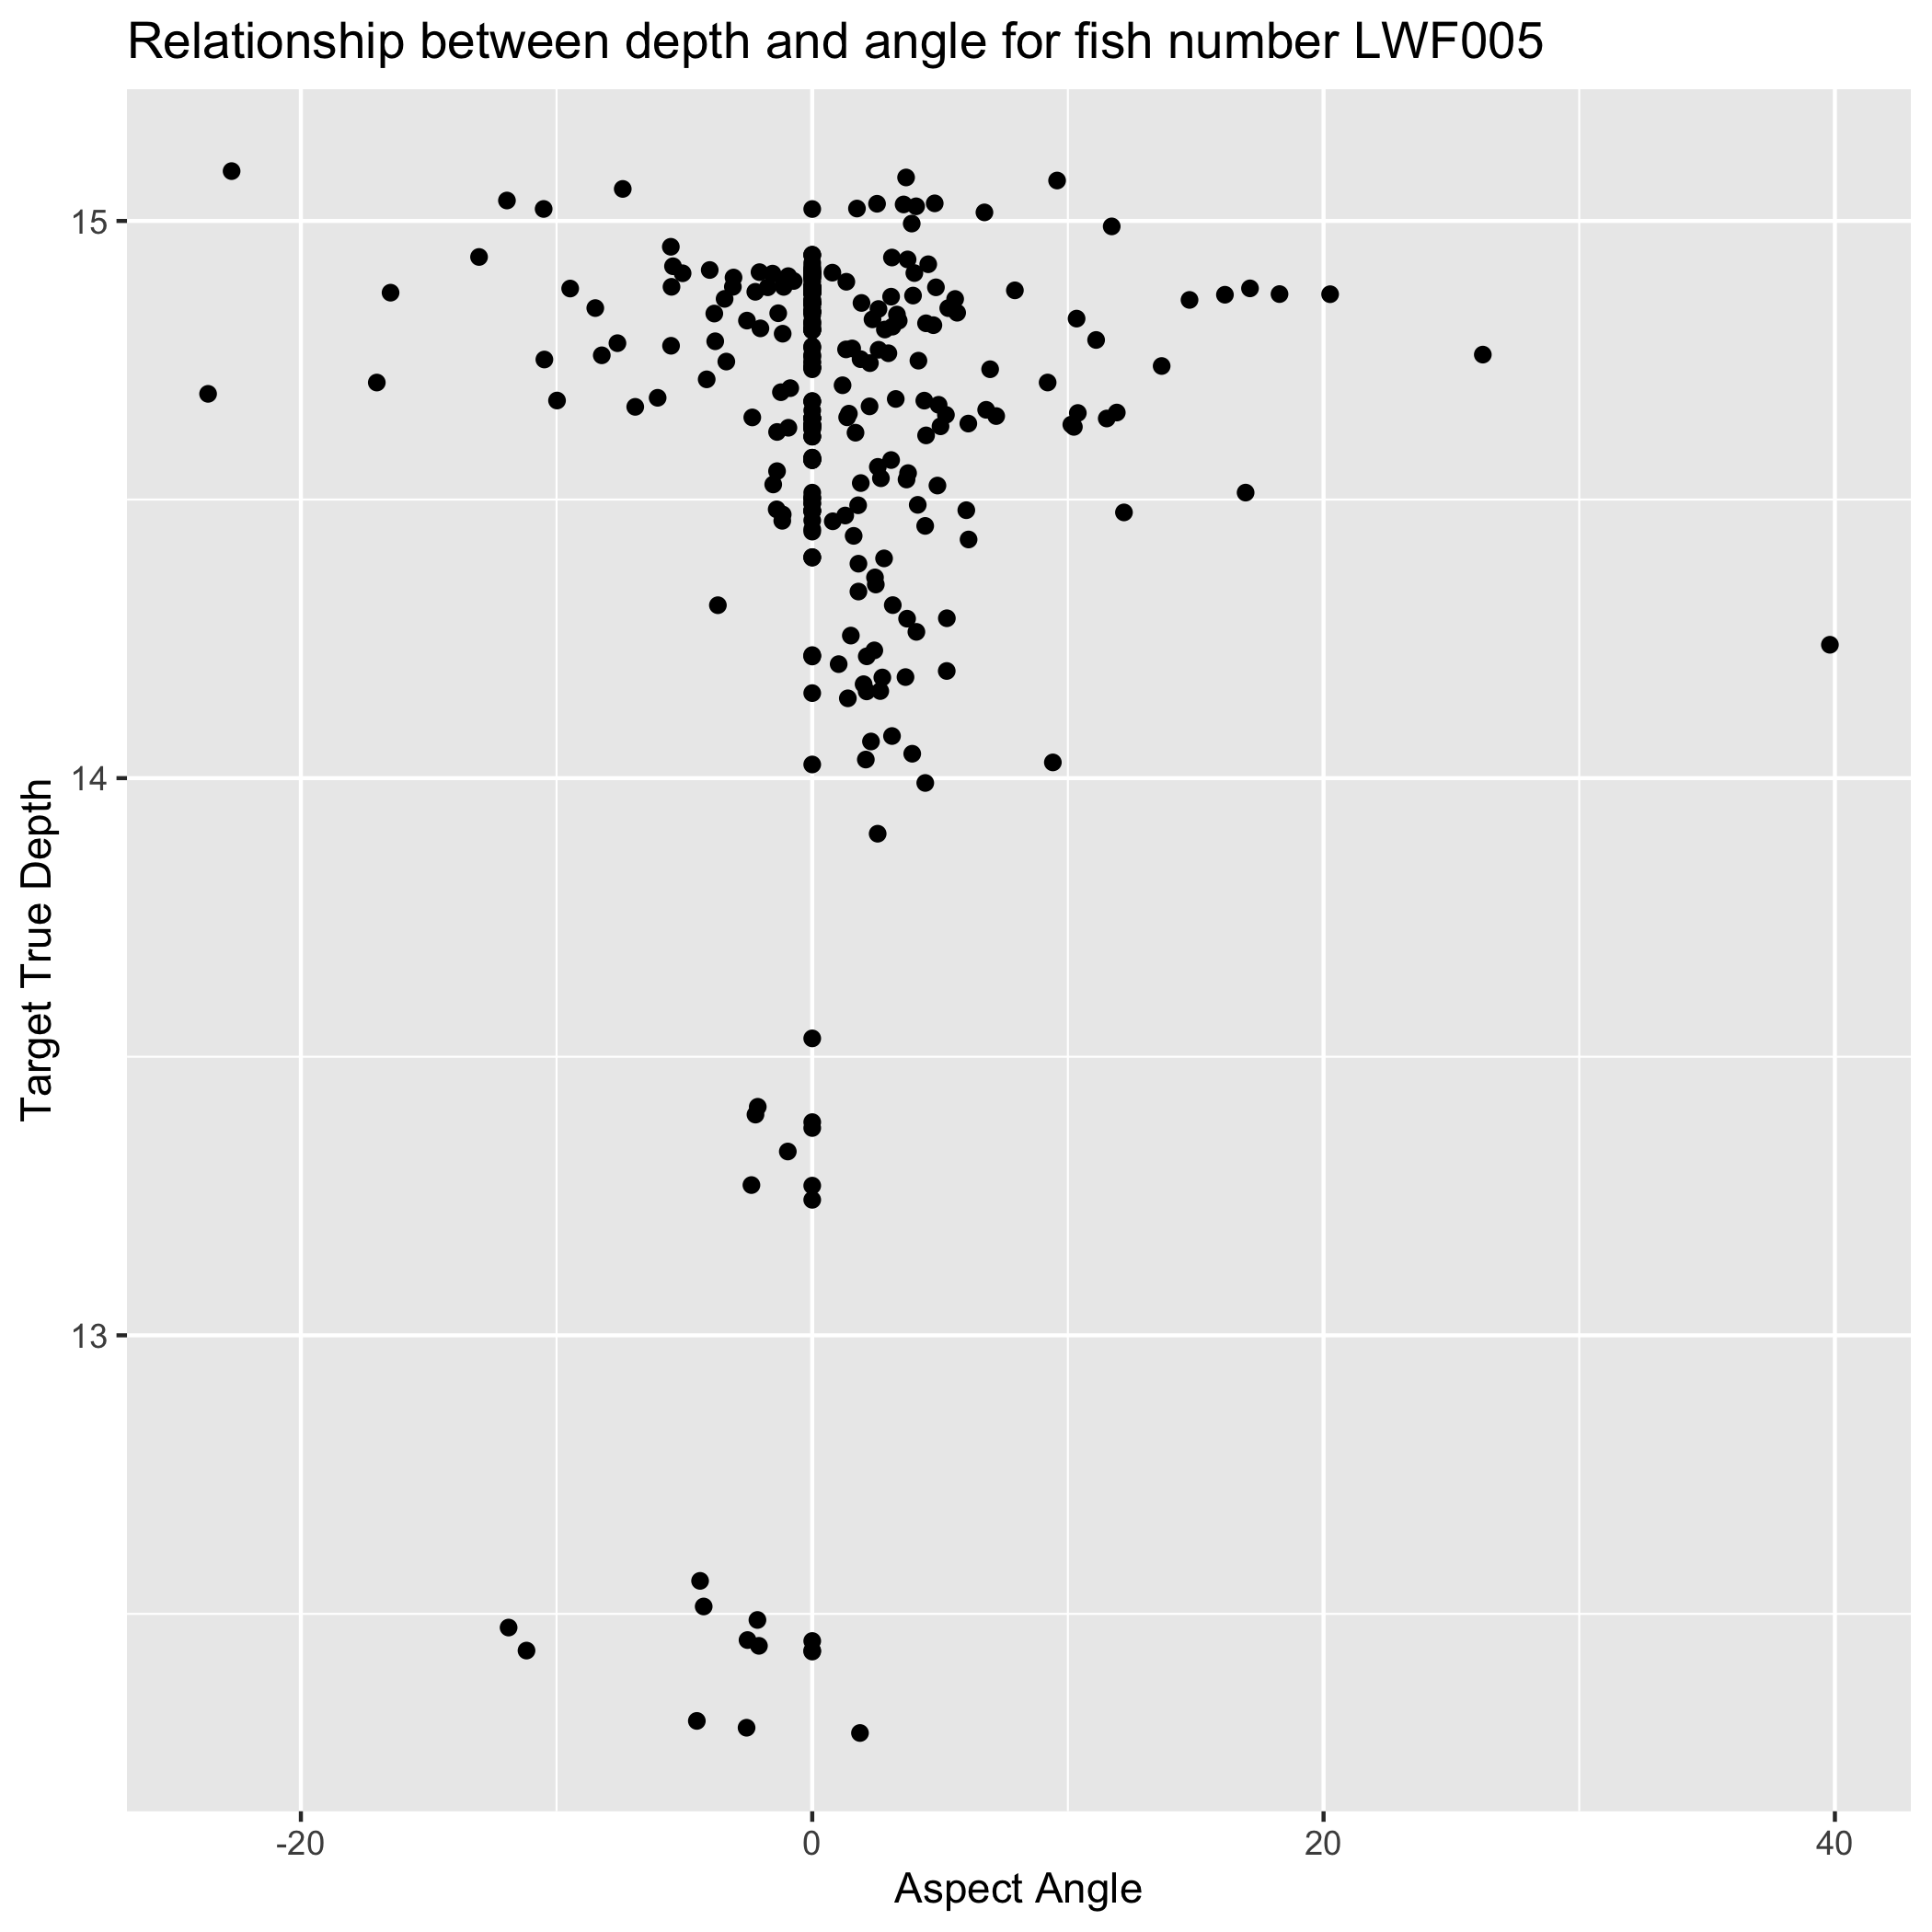 Relationship between depth and angle for fish number LWF005
15
14
13
Target True Depth
-20 0 20 40
Aspect Angle